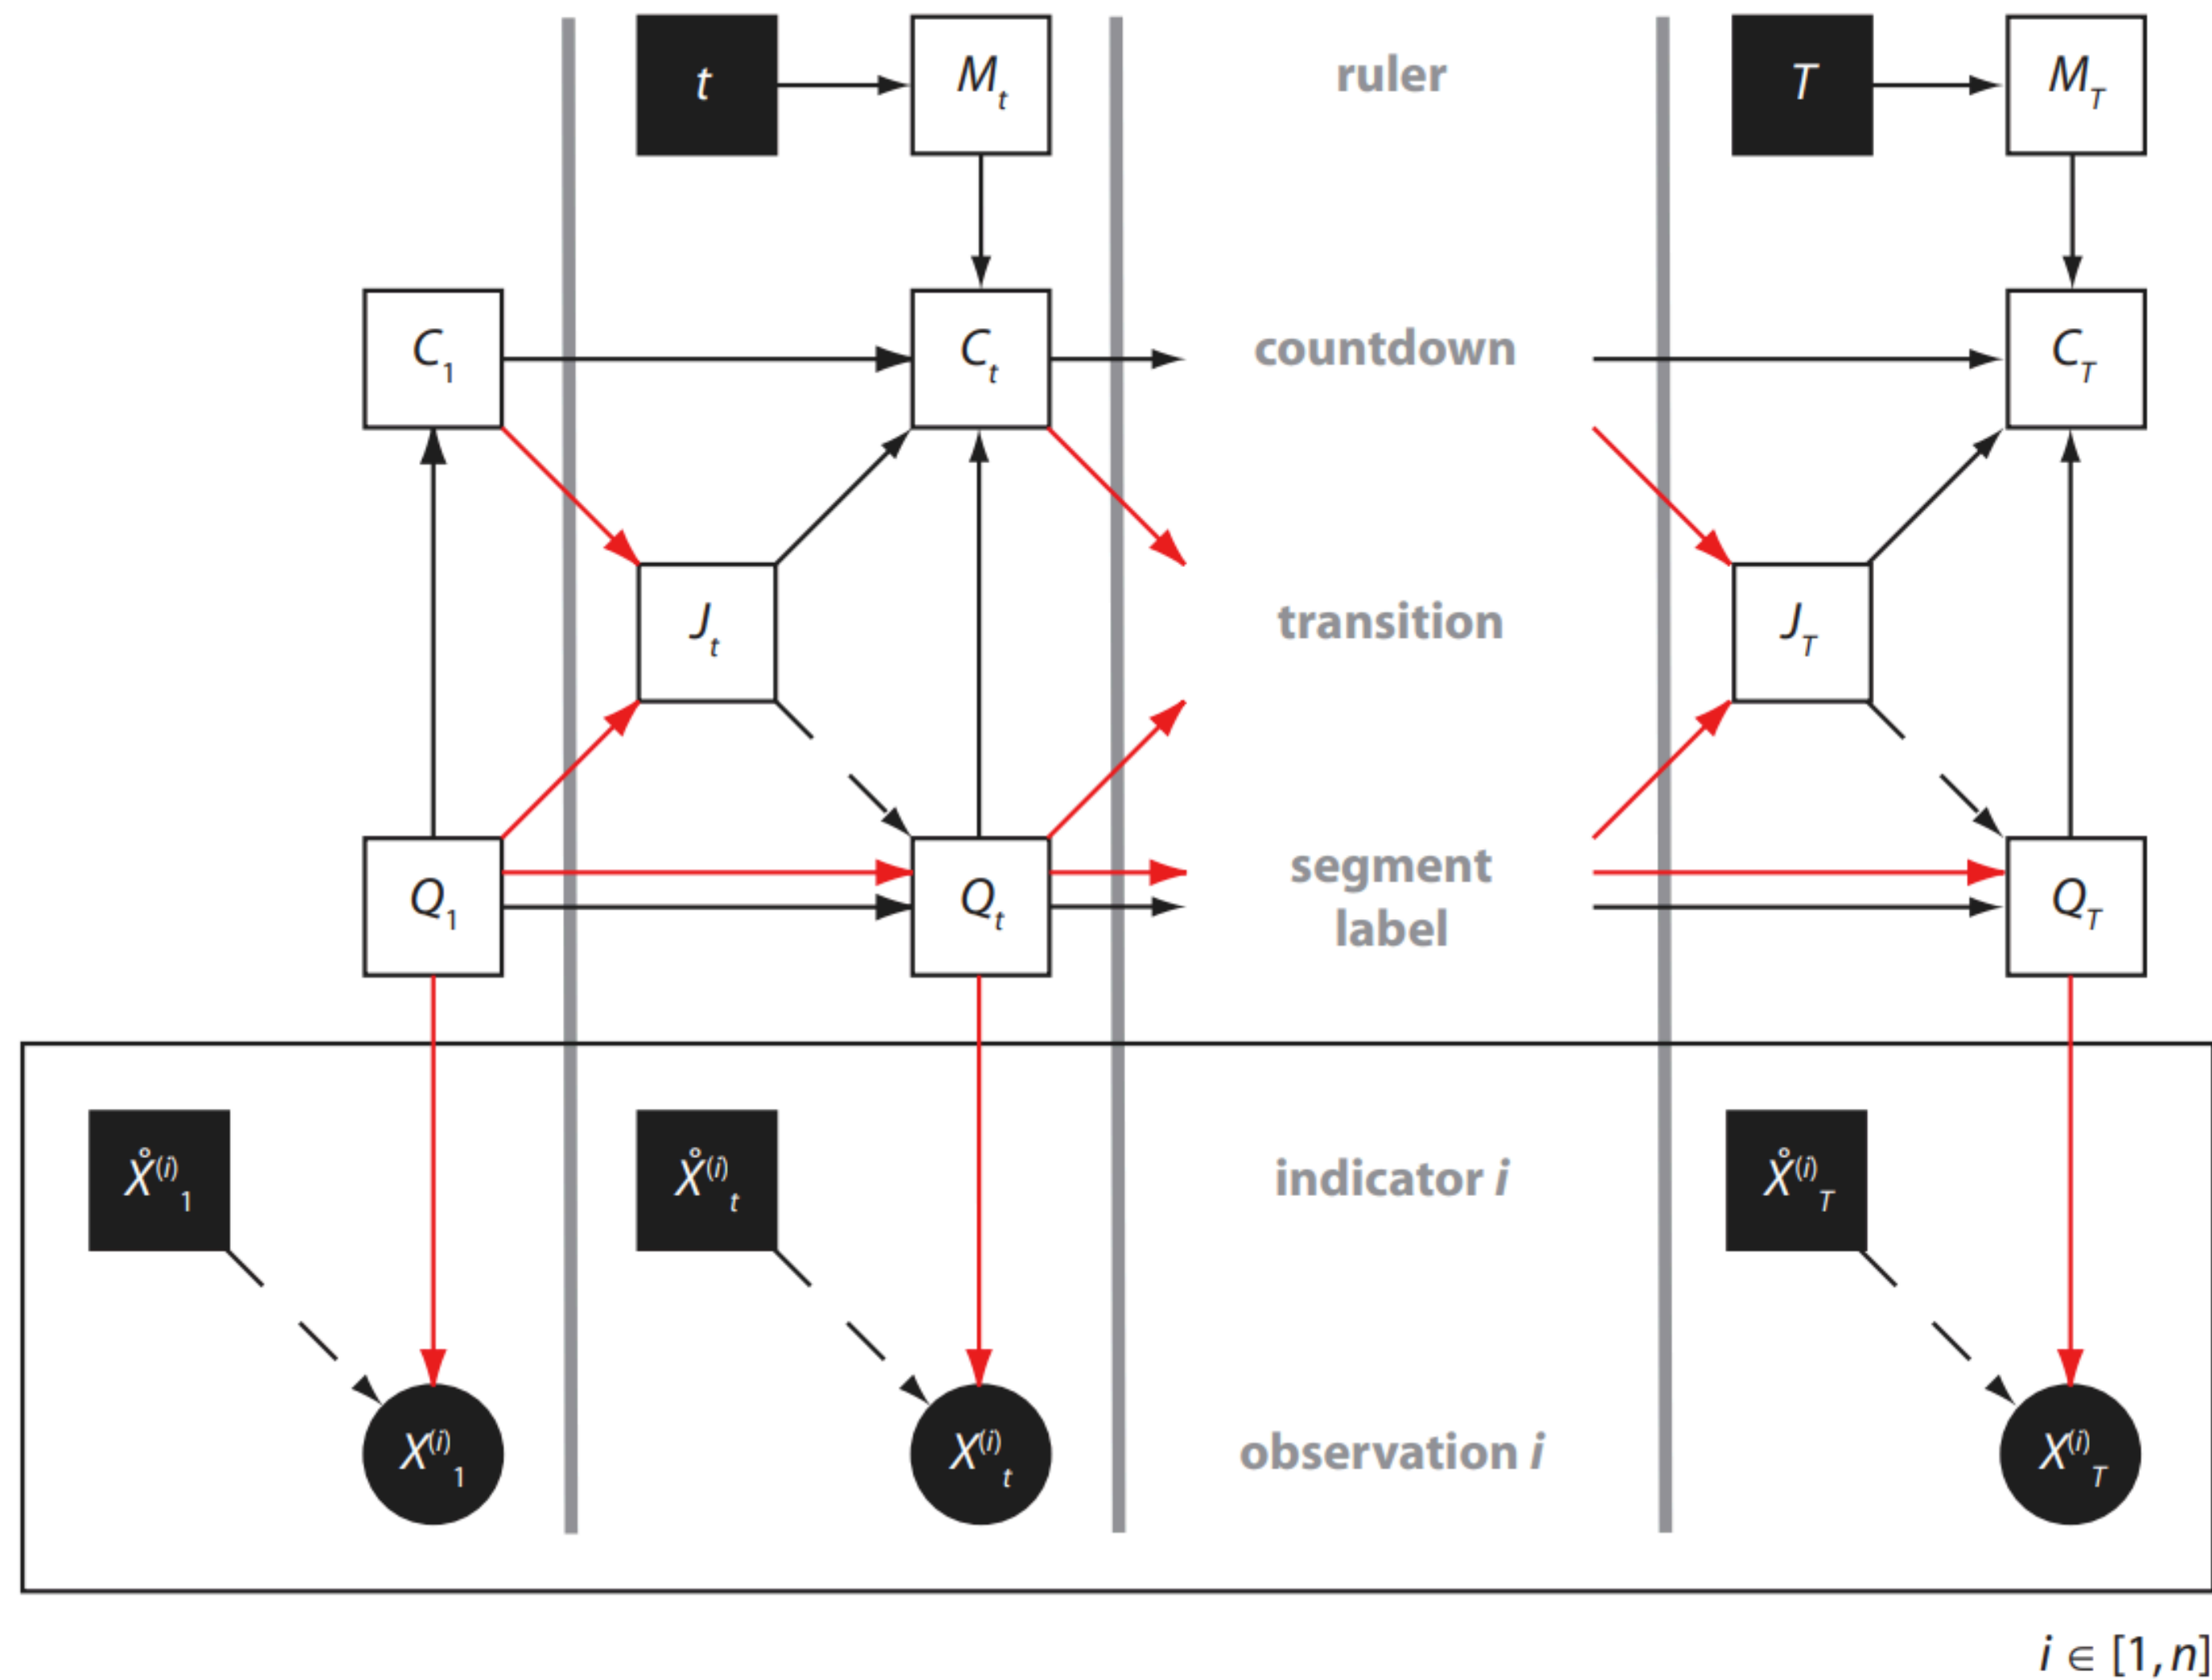 t
M_t
ruler
T
M_T
C_1
C_t
countdown
C_T
J_t
transition
J_T
Q_1
Q_t
segment
label
Q_T
X̊^(i)_1
X̊^(i)_t
indicator i
X̊^(i)_T
X^(i)_1
X^(i)_t
observation i
X^(i)_T
i ∈ [1, n]